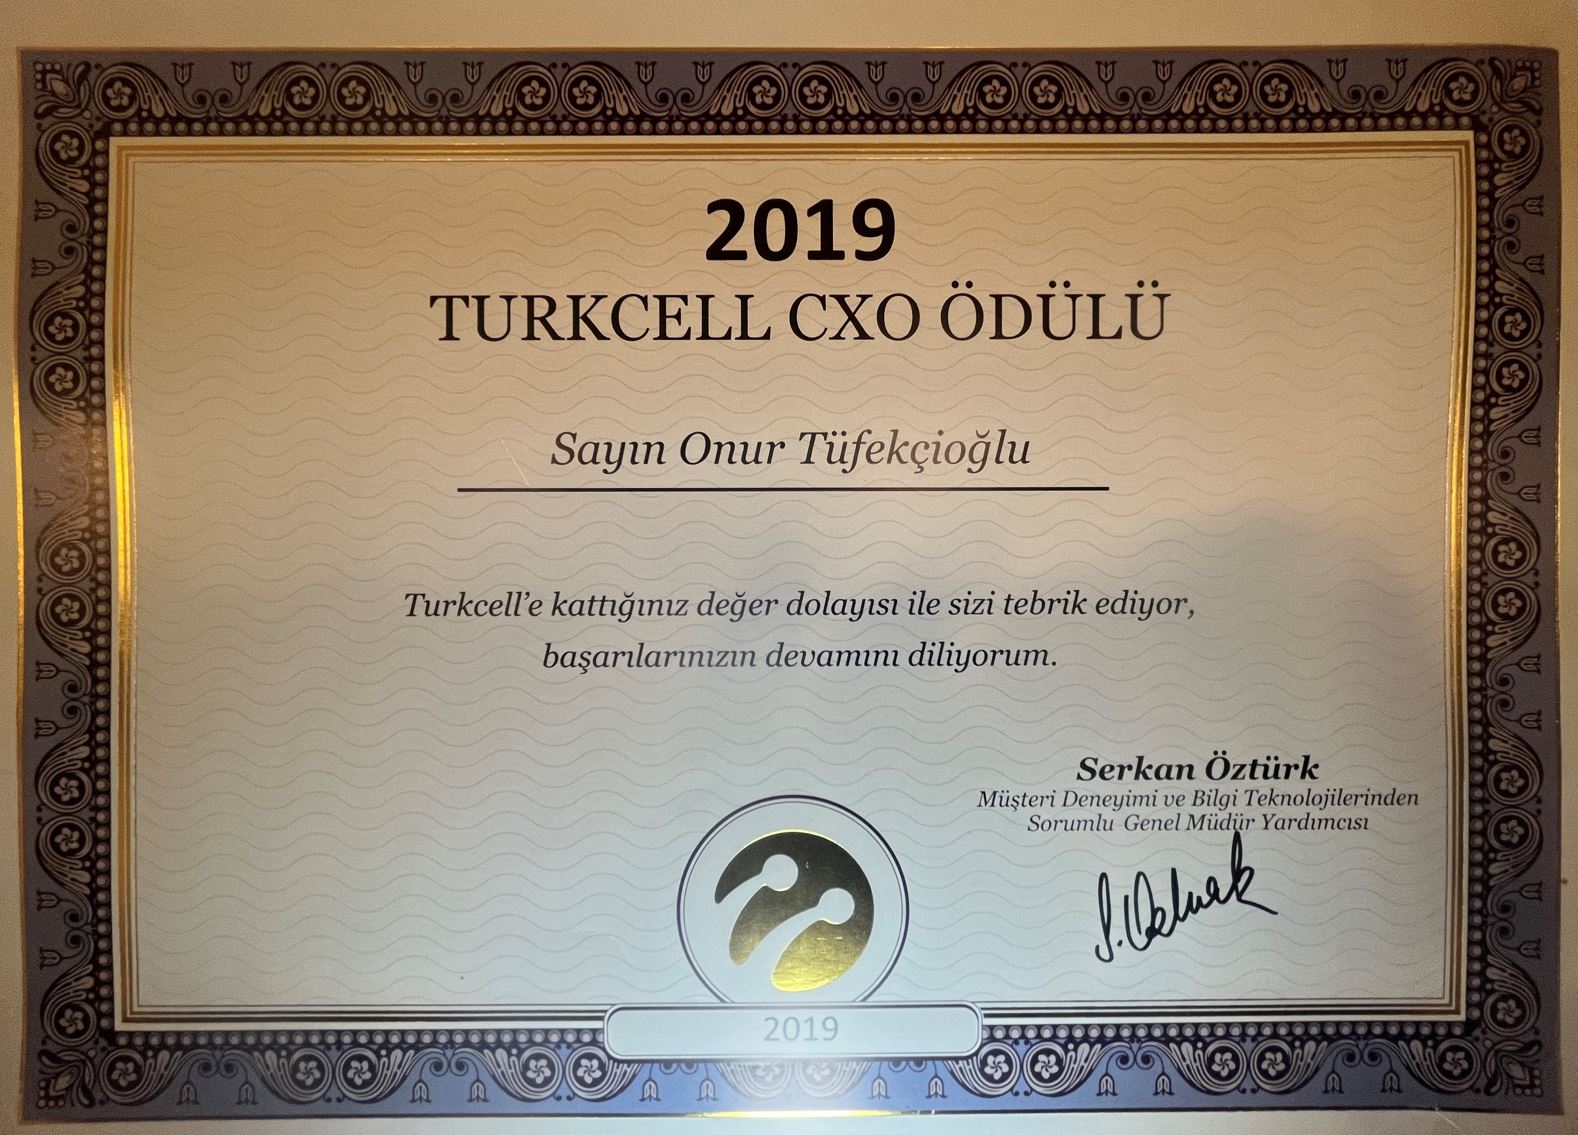 2019
TURKCELL CXO ÖDÜLÜ
Sayın Onur Tüfekçioğlu
Turkcell'e kattığınız değer dolayısı ile sizi tebrik ediyor,
başarılarınızın devamını diliyorum.
Serkan Öztürk
Müşteri Deneyimi ve Bilgi Teknolojilerinden
Sorumlu Genel Müdür Yardımcısı
2019